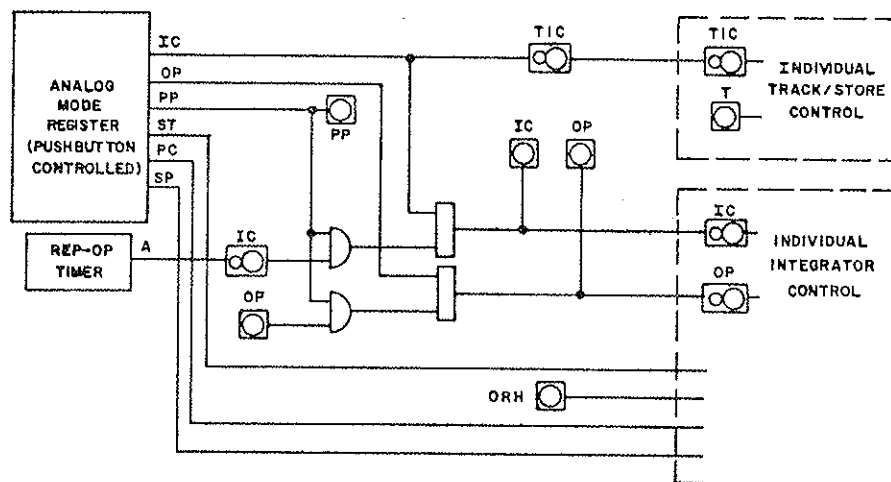 ANALOG
MODE
REGISTER
(PUSHBUTTON
CONTROLLED)
IC
OP
PP
ST
PC
SP
PP
TIC
TIC
T
INDIVIDUAL
TRACK/STORE
CONTROL
IC
OP
REP-OP
TIMER
A
IC
OP
IC
OP
INDIVIDUAL
INTEGRATOR
CONTROL
ORH